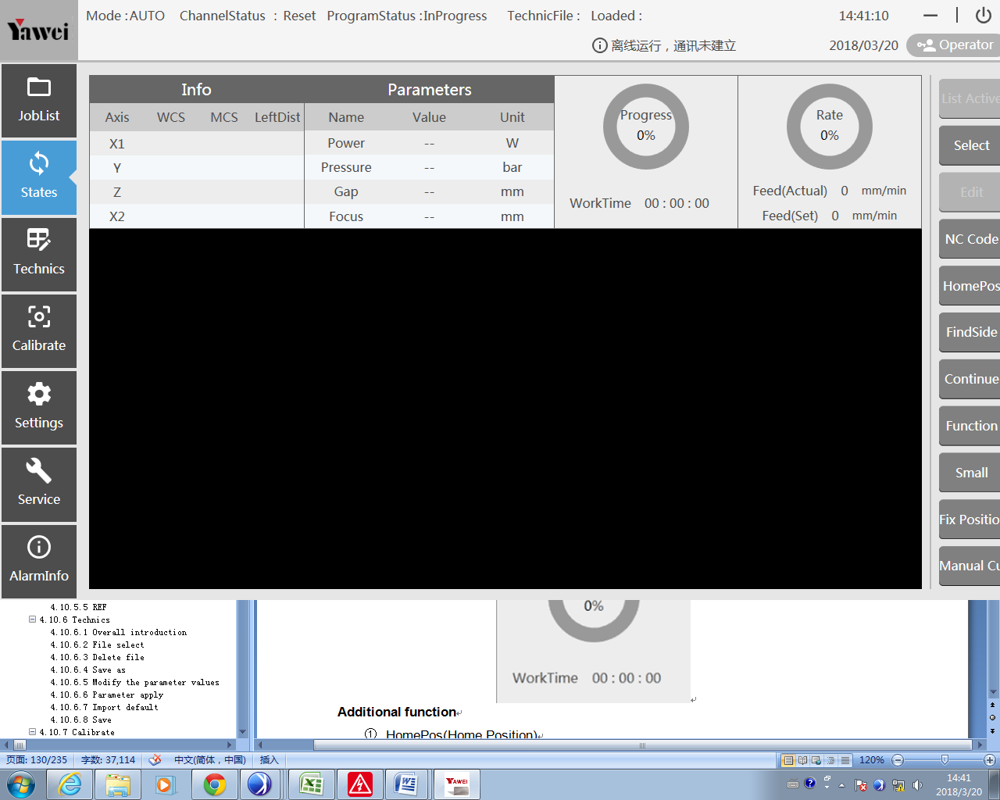 Yawei
Mode : AUTO ChannelStatus : Reset ProgramStatus : InProgress TechnicFile : Loaded : 14:41:10
离线运行，通讯未建立 2018/03/20 Operator
JobList
States
Technics
Calibrate
Settings
Service
AlarmInfo
Info Parameters
Axis WCS MCS LeftDist Name Value Unit
X1 Power -- W
Y Pressure -- bar
Z Gap -- mm
X2 Focus -- mm
Progress
0%
WorkTime 00 : 00 : 00
Rate
0%
Feed(Actual) 0 mm/min
Feed(Set) 0 mm/min
List Active
Select
Edit
NC Code
HomePos
FindSide
Continue
Function
Small
Fix Positio
Manual Cu
4.10.5.5 REF
4.10.6 Technics
4.10.6.1 Overall introduction
4.10.6.2 File select
4.10.6.3 Delete file
4.10.6.4 Save as
4.10.6.5 Modify the parameter values
4.10.6.6 Parameter apply
4.10.6.7 Import default
4.10.6.8 Save
4.10.7 Calibrate
0%
WorkTime 00 : 00 : 00
Additional function
① HomePos(Home Position)
页面: 130/235 字数: 37,114 中文(简体，中国) 插入 120%
YAWEI
14:41
2018/3/20